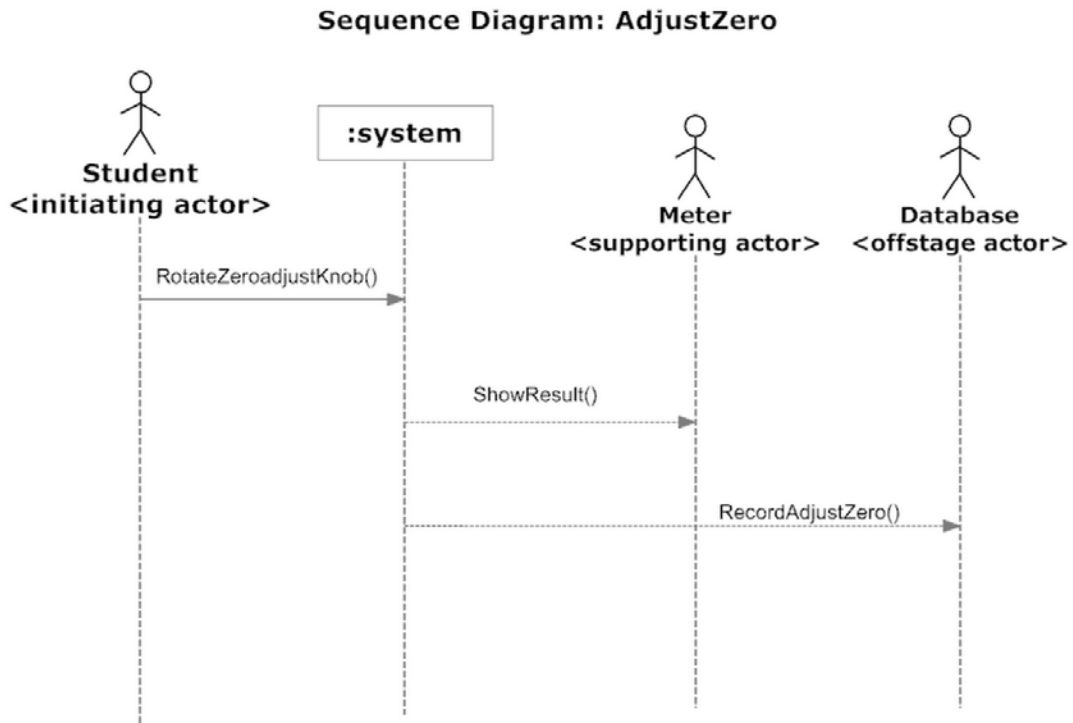 Sequence Diagram: AdjustZero
:system
Student
<initiating actor>
Meter
<supporting actor>
Database
<offstage actor>
RotateZeroadjustKnob()
ShowResult()
RecordAdjustZero()